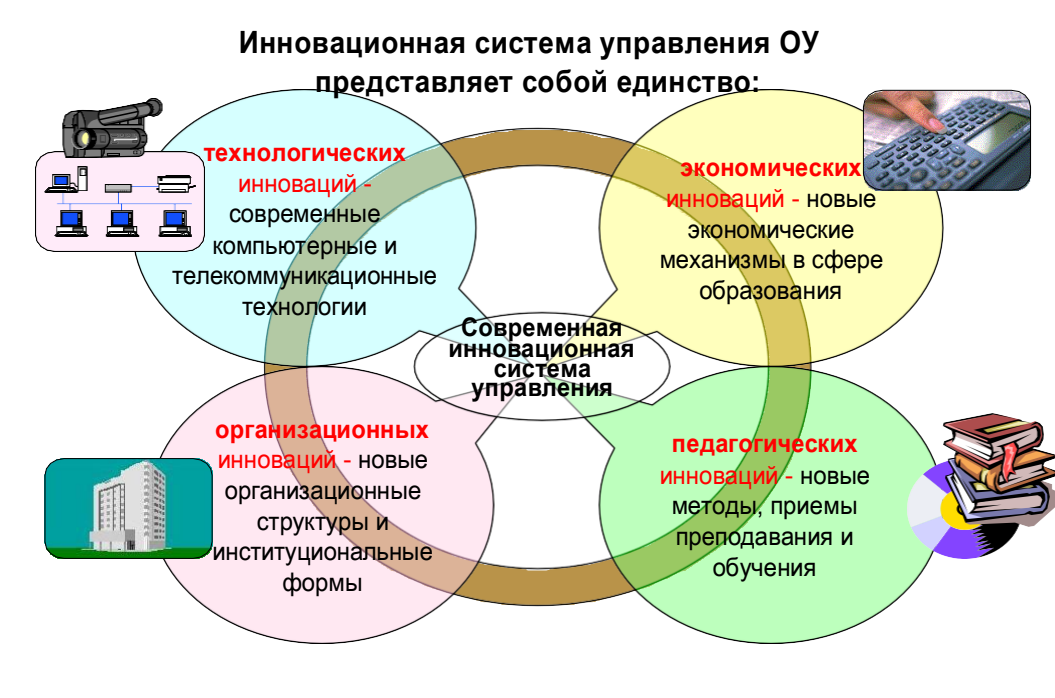 Инновационная система управления ОУ
представляет собой единство:
технологических
инноваций -
современные
компьютерные и
телекоммуникационные
технологии
экономических
инноваций - новые
экономические
механизмы в сфере
образования
Современная
инновационная
система
управления
организационных
инноваций - новые
организационные
структуры и
институциональные
формы
педагогических
инноваций - новые
методы, приемы
преподавания и
обучения